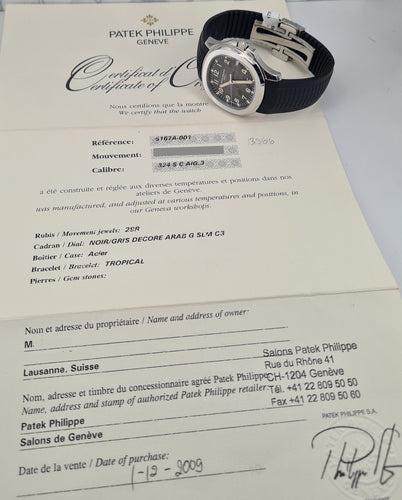 PATEK PHILIPPE
GENEVE
Certificat d'
Certificate of
Nous certifions que la montre
We certify that the watch
Référence: 5167A-001
Mouvement:
Calibre: 324 S C AIG.3
a été construite et réglée aux diverses températures et positions dans nos
ateliers de Genève.
was manufactured, and adjusted at various temperatures and positions, in
our Geneva workshops.
Rubis / Movement jewels: 29R
Cadran / Dial: NOIR/GRIS DECORE ARAB G SLM C3
Boîtier / Case: Acier
Bracelet / Bracelet: TROPICAL
Pierres / Gem stones:
Nom et adresse du propriétaire / Name and address of owner:
M.
Lausanne, Suisse
Salons Patek Philippe
Rue du Rhône 41
Nom, adresse et timbre du concessionnaire agréé Patek Philippe
CH-1204 Genève
Name, address and stamp of authorized Patek Philippe retailer:
Tél. +41 22 809 50 50
Fax +41 22 809 50 60
Patek Philippe
Salons de Genève
PATEK PHILIPPE S.A.
Date de la vente / Date of purchase:
1-12-2009